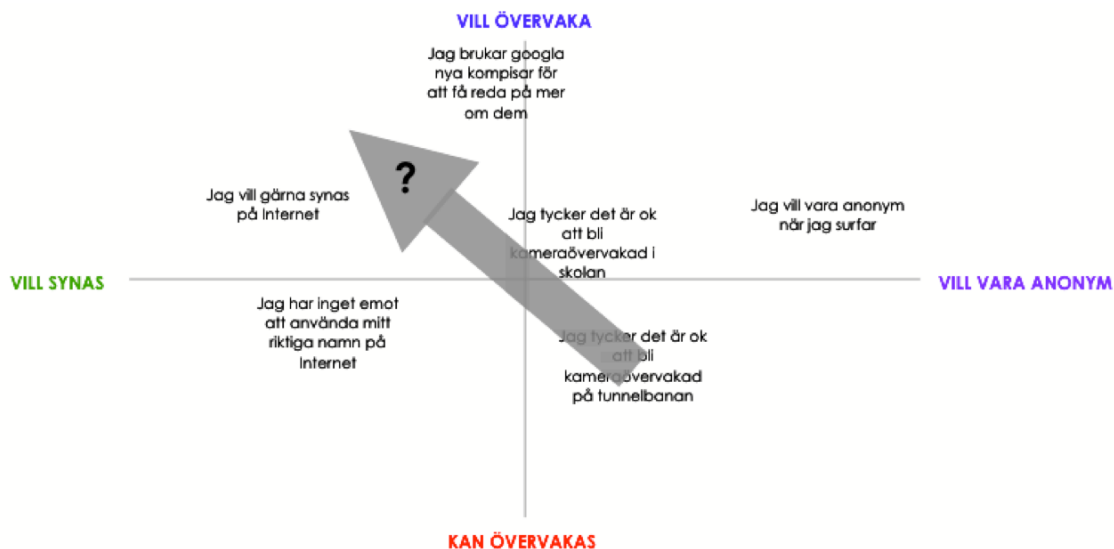 VILL ÖVERVAKA
Jag brukar googla
nya kompisar för
att få reda på mer
om dem
?
Jag vill gärna synas
på Internet
Jag tycker det är ok
att bli
kameraövervakad i
skolan
Jag vill vara anonym
när jag surfar
VILL SYNAS
VILL VARA ANONYM
Jag har inget emot
att använda mitt
riktiga namn på
Internet
Jag tycker det är ok
att bli
kameraövervakad
på tunnelbanan
KAN ÖVERVAKAS